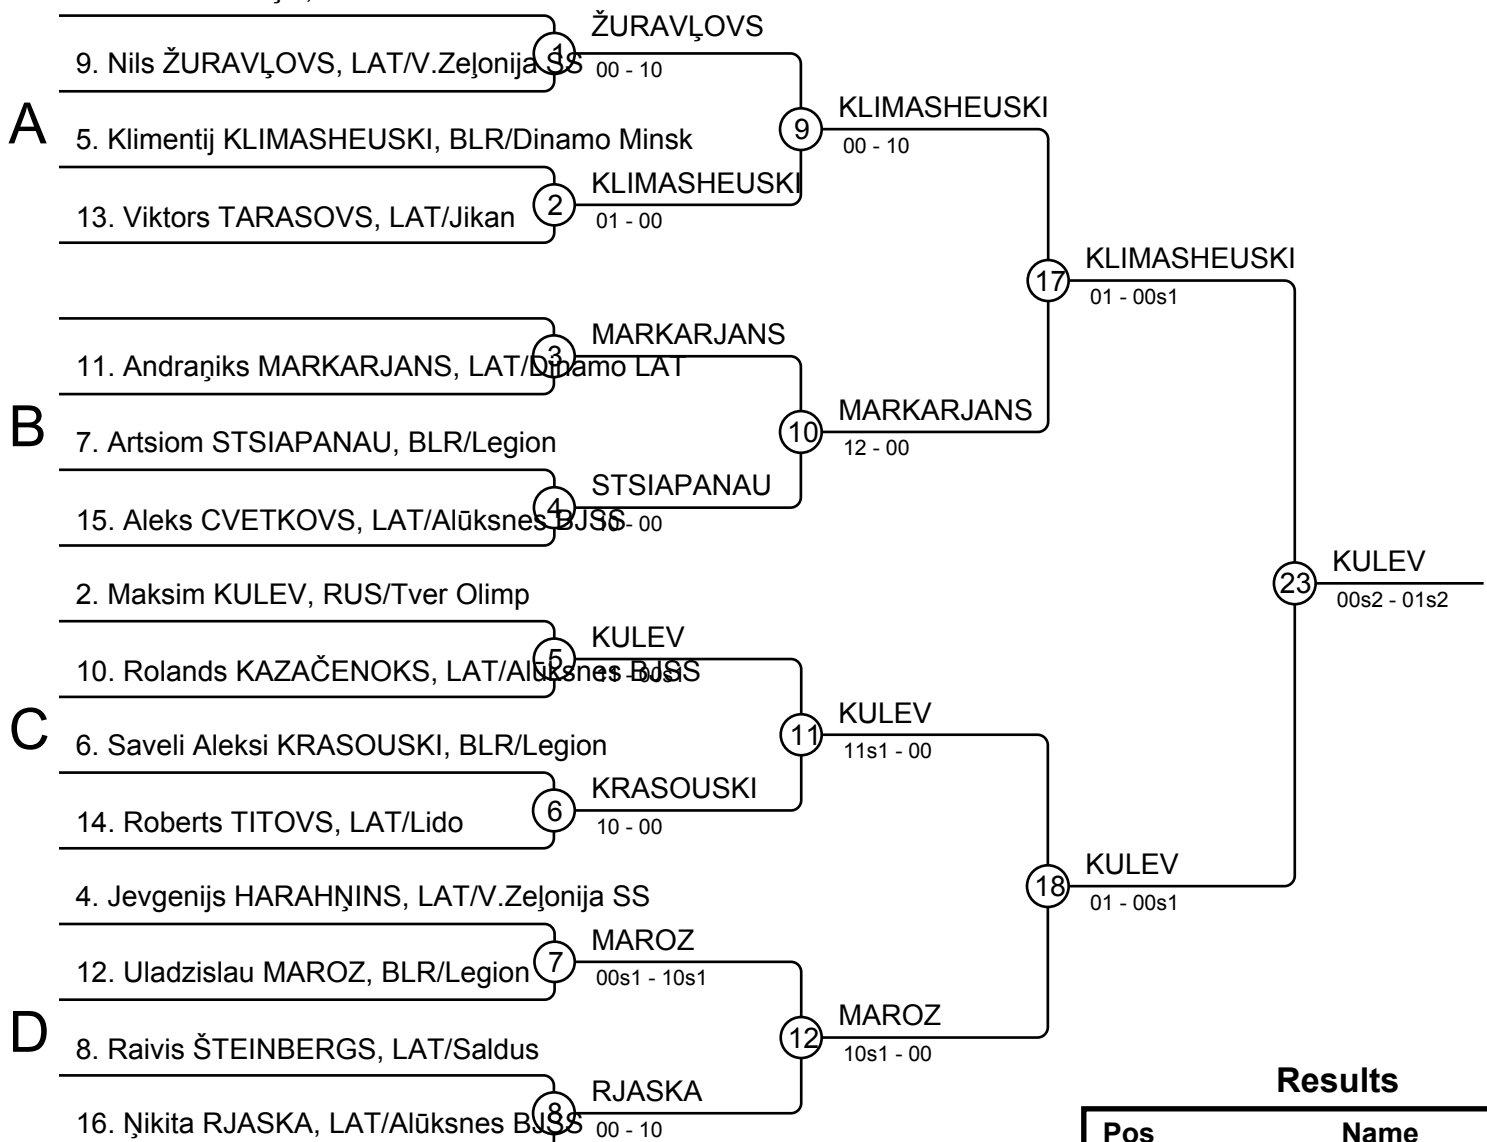 ŽURAVĻOVS
9. Nils ŽURAVĻOVS, LAT/V.Zeļonija SS
1
00 - 10
A
KLIMASHEUSKI
9
00 - 10
5. Klimentij KLIMASHEUSKI, BLR/Dinamo Minsk
KLIMASHEUSKI
2
01 - 00
13. Viktors TARASOVS, LAT/Jikan
KLIMASHEUSKI
17
01 - 00s1
MARKARJANS
3
11. Andraņiks MARKARJANS, LAT/Dinamo LAT
B
MARKARJANS
10
12 - 00
7. Artsiom STSIAPANAU, BLR/Legion
STSIAPANAU
4
15. Aleks CVETKOVS, LAT/Alūksnes BJSS
10 - 00
KULEV
23
00s2 - 01s2
2. Maksim KULEV, RUS/Tver Olimp
KULEV
5
10. Rolands KAZAČENOKS, LAT/Alūksnes BJSS
11 - 00s1
C
KULEV
11
11s1 - 00
6. Saveli Aleksi KRASOUSKI, BLR/Legion
KRASOUSKI
6
10 - 00
14. Roberts TITOVS, LAT/Lido
KULEV
18
01 - 00s1
4. Jevgenijs HARAHŅINS, LAT/V.Zeļonija SS
MAROZ
7
00s1 - 10s1
12. Uladzislau MAROZ, BLR/Legion
D
MAROZ
12
10s1 - 00
8. Raivis ŠTEINBERGS, LAT/Saldus
RJASKA
8
00 - 10
16. Ņikita RJASKA, LAT/Alūksnes BJSS
Results
Pos Name